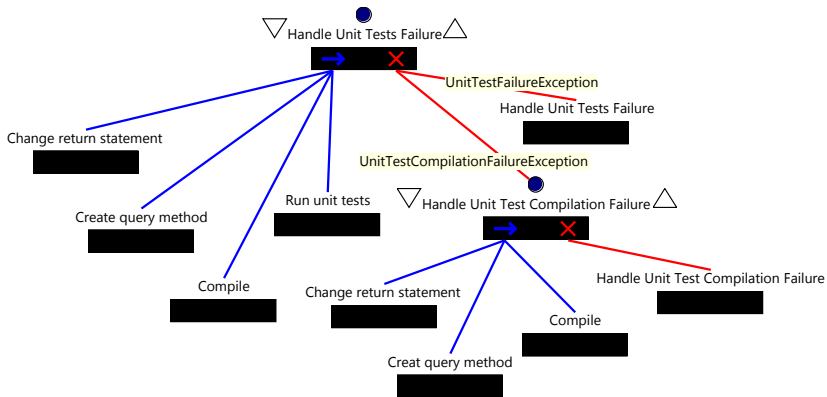 Handle Unit Tests Failure
UnitTestFailureException
Handle Unit Tests Failure
Change return statement
UnitTestCompilationFailureException
Run unit tests
Handle Unit Test Compilation Failure
Create query method
Handle Unit Test Compilation Failure
Compile
Change return statement
Compile
Creat query method